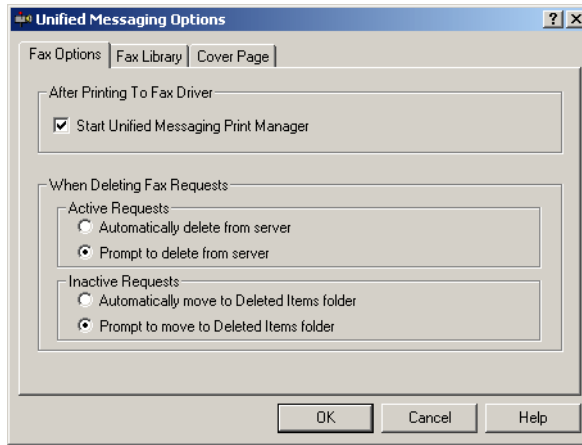 Unified Messaging Options
Fax Options Fax Library Cover Page
After Printing To Fax Driver
Start Unified Messaging Print Manager
When Deleting Fax Requests
Active Requests
Automatically delete from server
Prompt to delete from server
Inactive Requests
Automatically move to Deleted Items folder
Prompt to move to Deleted Items folder
OK Cancel Help